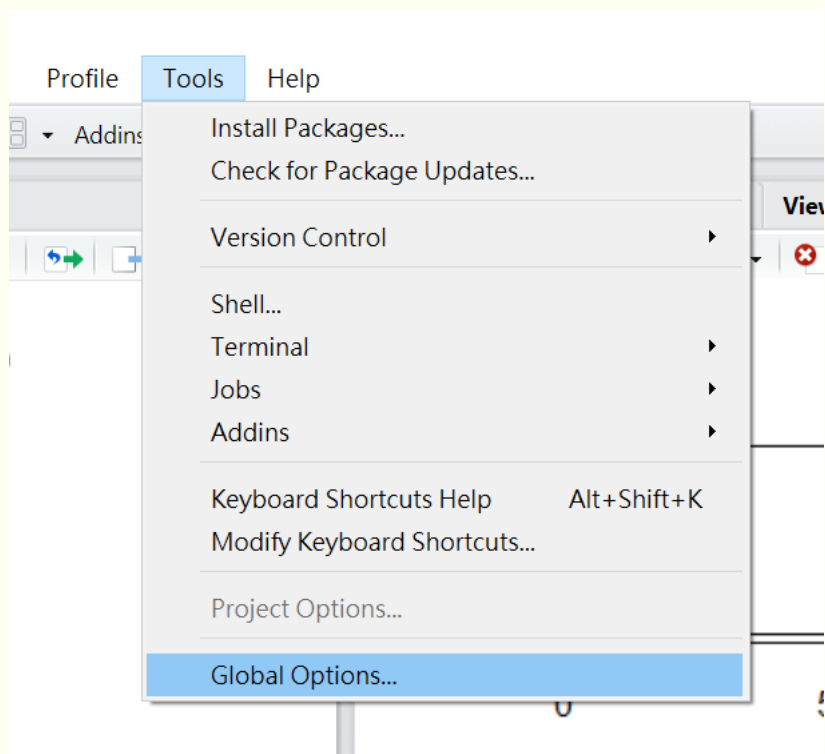 Profile Tools Help
Addins
Install Packages...
Check for Package Updates...
Version Control
Shell...
Terminal
Jobs
Addins
Keyboard Shortcuts Help Alt+Shift+K
Modify Keyboard Shortcuts...
Project Options...
Global Options...